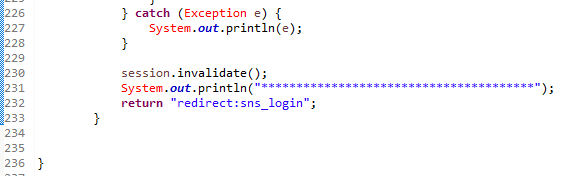 226 } catch (Exception e) {
227 System.out.println(e);
228 }
229
230 session.invalidate();
231 System.out.println("***************************************");
232 return "redirect:sns_login";
233 }
234
235
236 }